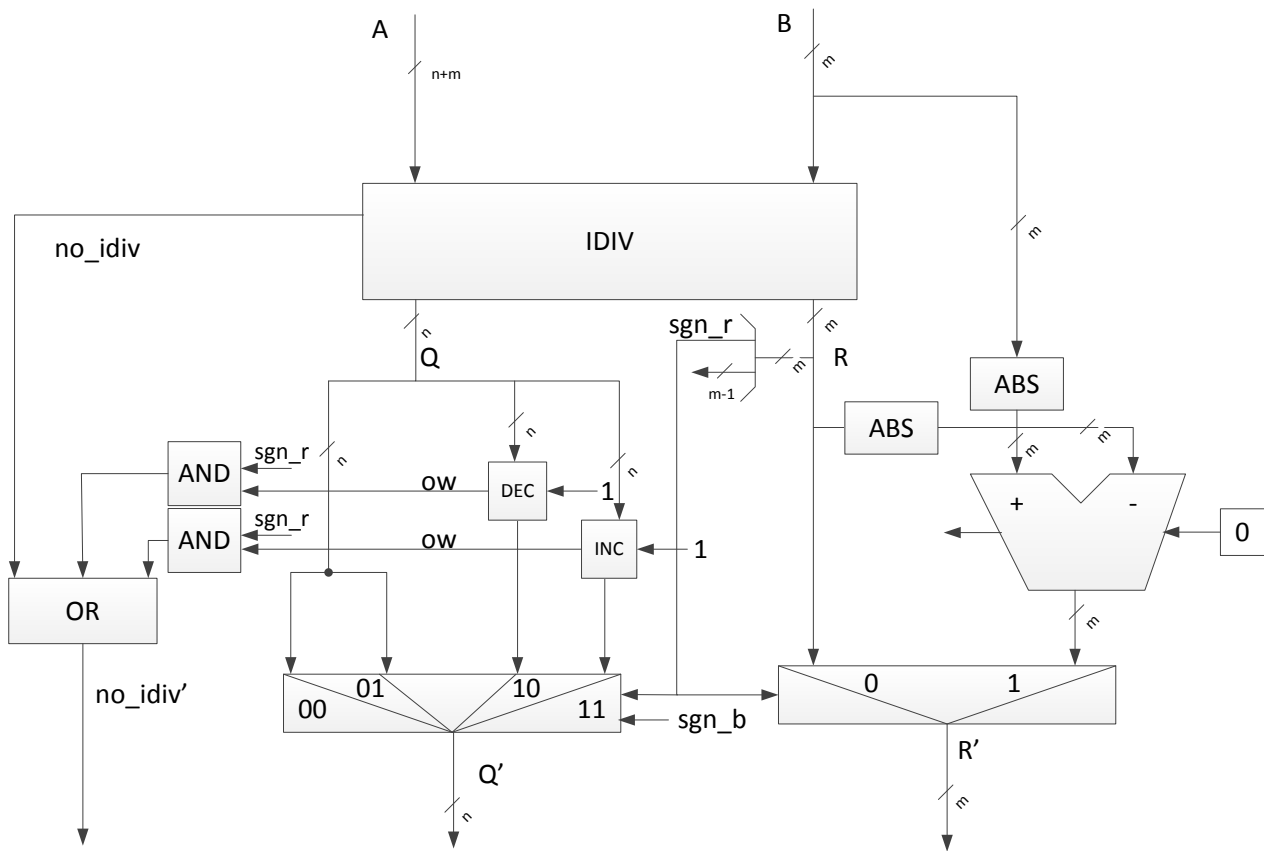 A
B
n+m
m
IDIV
m
no_idiv
n
m
sgn_r
Q
R
m
m-1
ABS
ABS
m
m
n
n
n
sgn_r
AND
ow
DEC
1
+
-
sgn_r
AND
ow
INC
1
0
OR
m
no_idiv’
00
01
10
11
0
1
sgn_b
Q’
R’
n
m